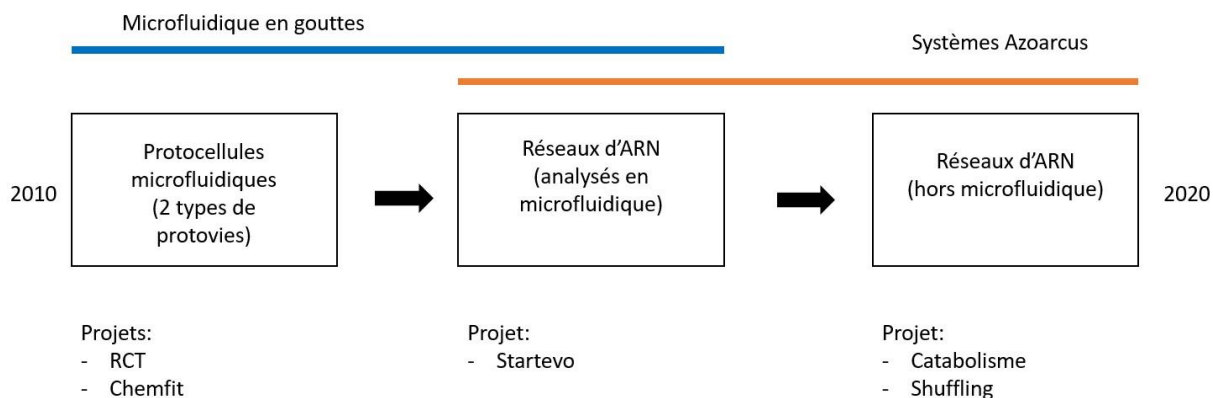 Microfluidique en gouttes
Systèmes Azoarcus
2010
Protocellules
microfluidiques
(2 types de
protovies)
Réseaux d'ARN
(analysés en
microfluidique)
Réseaux d'ARN
(hors microfluidique)
2020
Projets:
- RCT
- Chemfit
Projet:
- Startevo
Projet:
- Catabolisme
- Shuffling